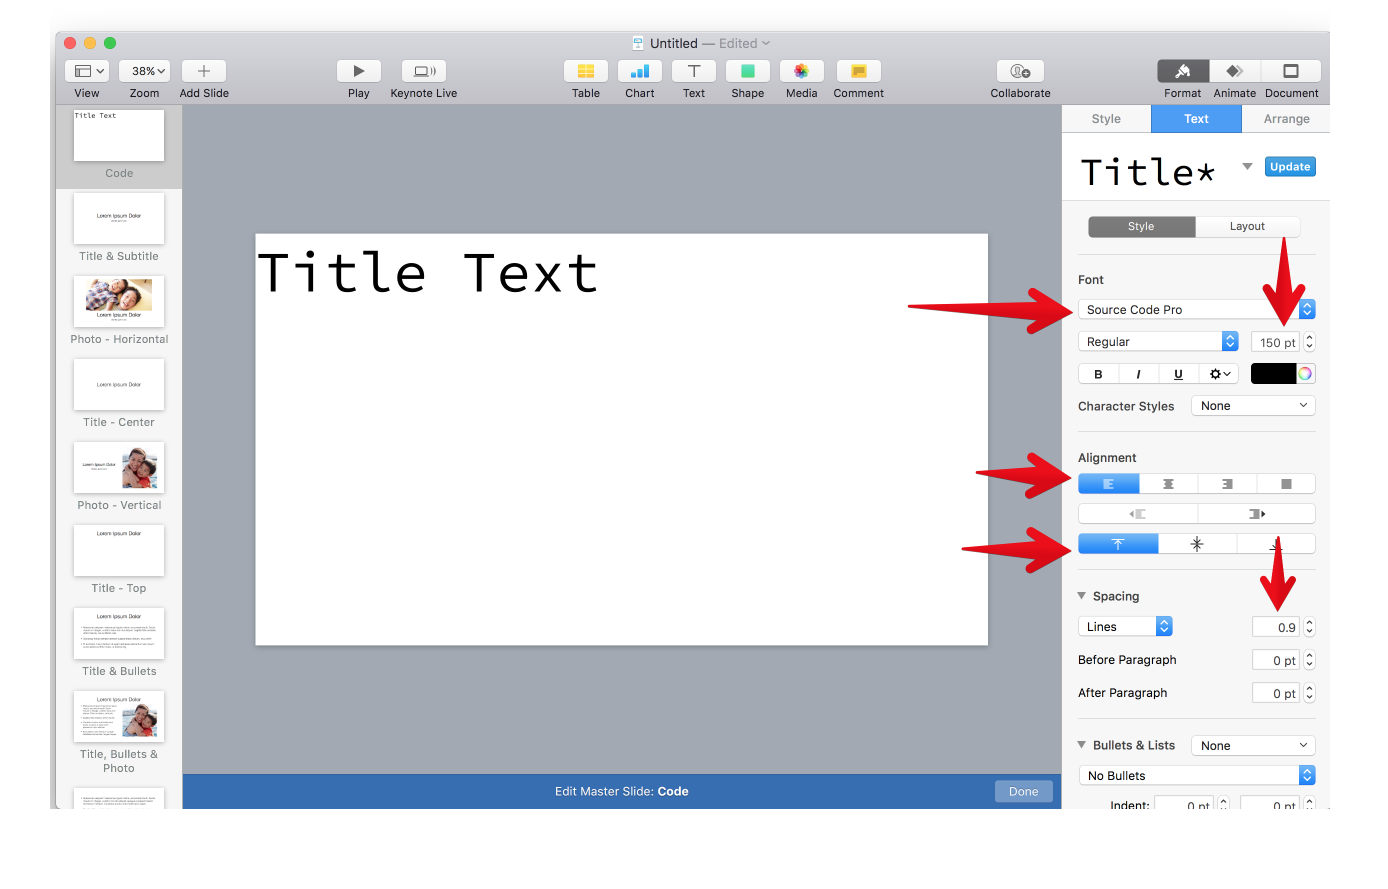 Untitled — Edited
38%
View
Zoom
Add Slide
Play
Keynote Live
Table
Chart
Text
Shape
Media
Comment
Collaborate
Format
Animate
Document
Title Text
Code
Lorem Ipsum Dolor
Title & Subtitle
Lorem Ipsum Dolor
Photo - Horizontal
Lorem Ipsum Dolor
Title - Center
Lorem Ipsum Dolor
Photo - Vertical
Lorem Ipsum Dolor
Title - Top
Lorem Ipsum Dolor
Title & Bullets
Lorem Ipsum Dolor
Title, Bullets &
Photo
Title Text
Edit Master Slide: Code
Done
Style
Text
Arrange
Title*
Update
Style
Layout
Font
Source Code Pro
Regular
150 pt
B
I
U
Character Styles
None
Alignment
Spacing
Lines
0.9
Before Paragraph
0 pt
After Paragraph
0 pt
Bullets & Lists
None
No Bullets
Indent:
0 pt
0 pt